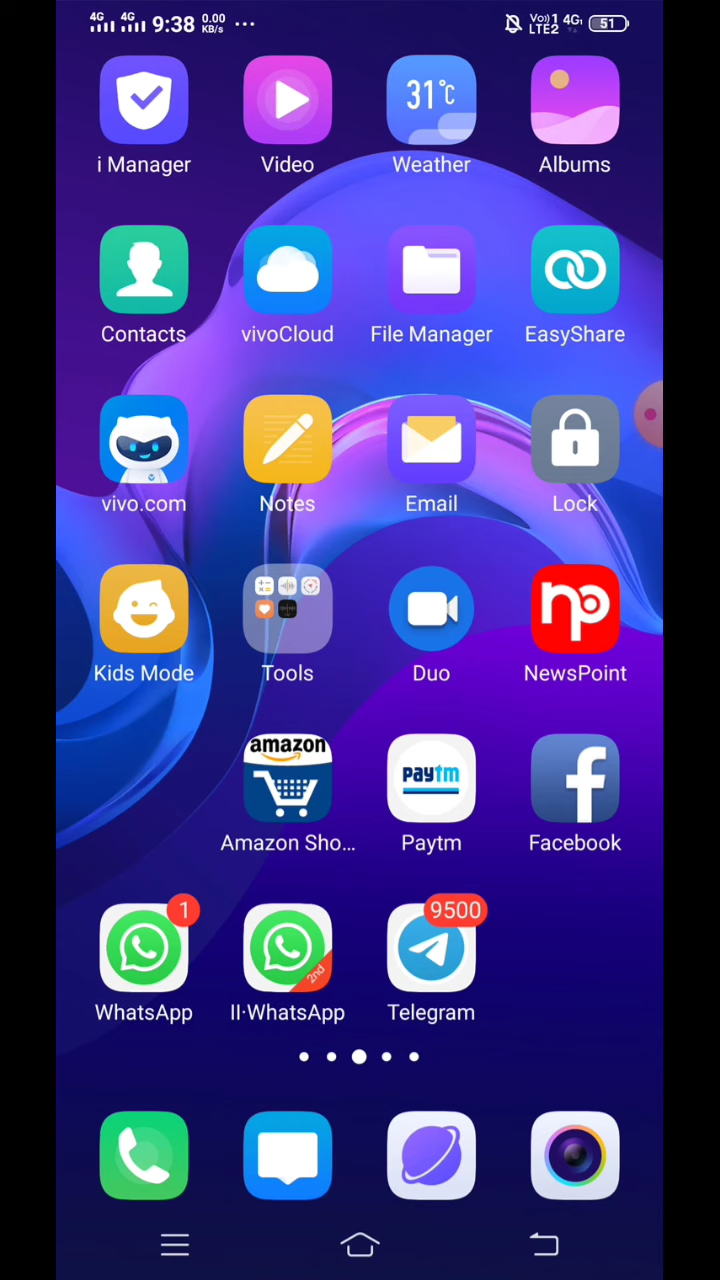 4G 4G 9:38 0.00 KB/s ... Vo)) 1 LTE2 4G 51
31°C
i Manager Video Weather Albums
Contacts vivoCloud File Manager EasyShare
vivo.com Notes Email Lock
np
Kids Mode Tools Duo NewsPoint
amazon
paytm f
Amazon Sho... Paytm Facebook
1 9500
2nd
WhatsApp II·WhatsApp Telegram